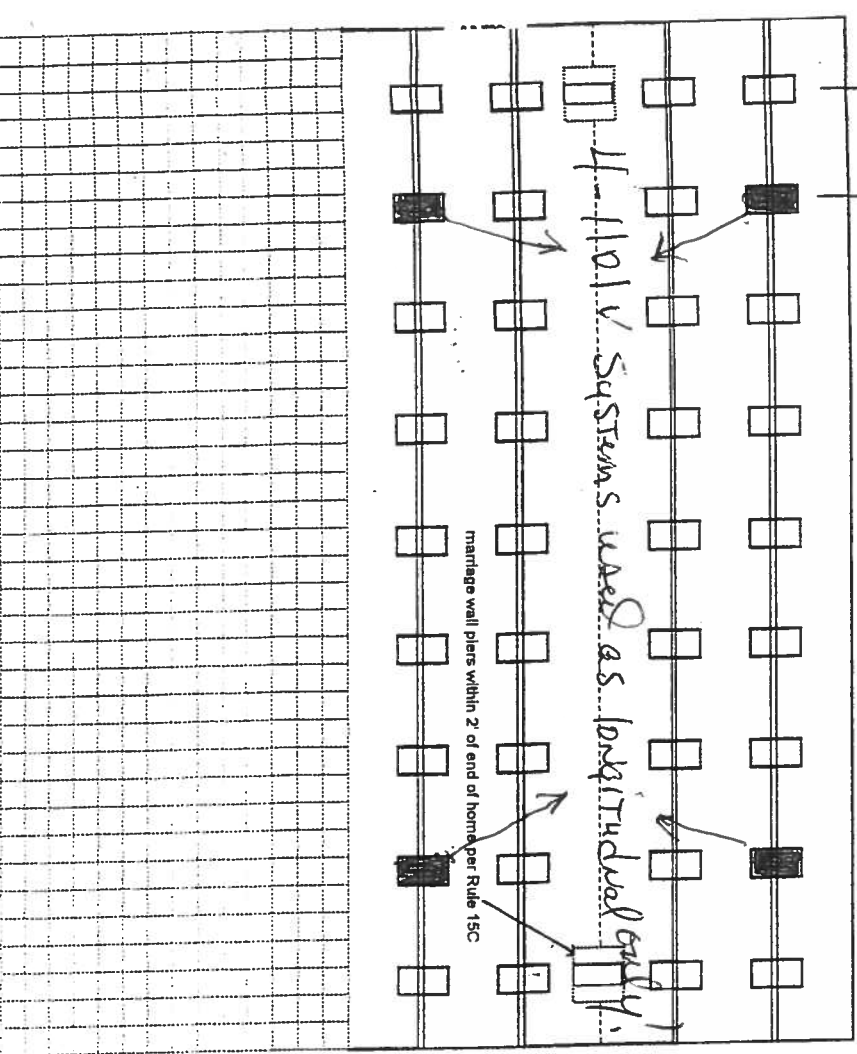 4-1101V Systems used as longitudinal only!
marriage wall piers within 2' of end of home per Rule 15C